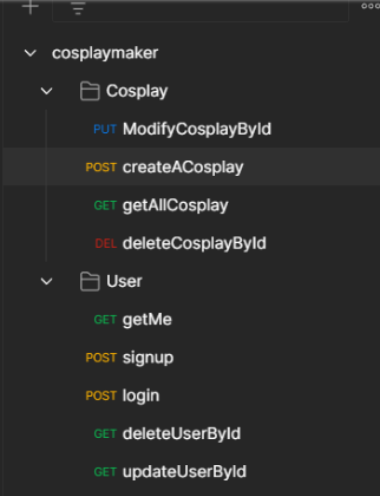 cosplaymaker
Cosplay
PUT ModifyCosplayById
POST createACosplay
GET getAllCosplay
DEL deleteCosplayById
User
GET getMe
POST signup
POST login
GET deleteUserById
GET updateUserById